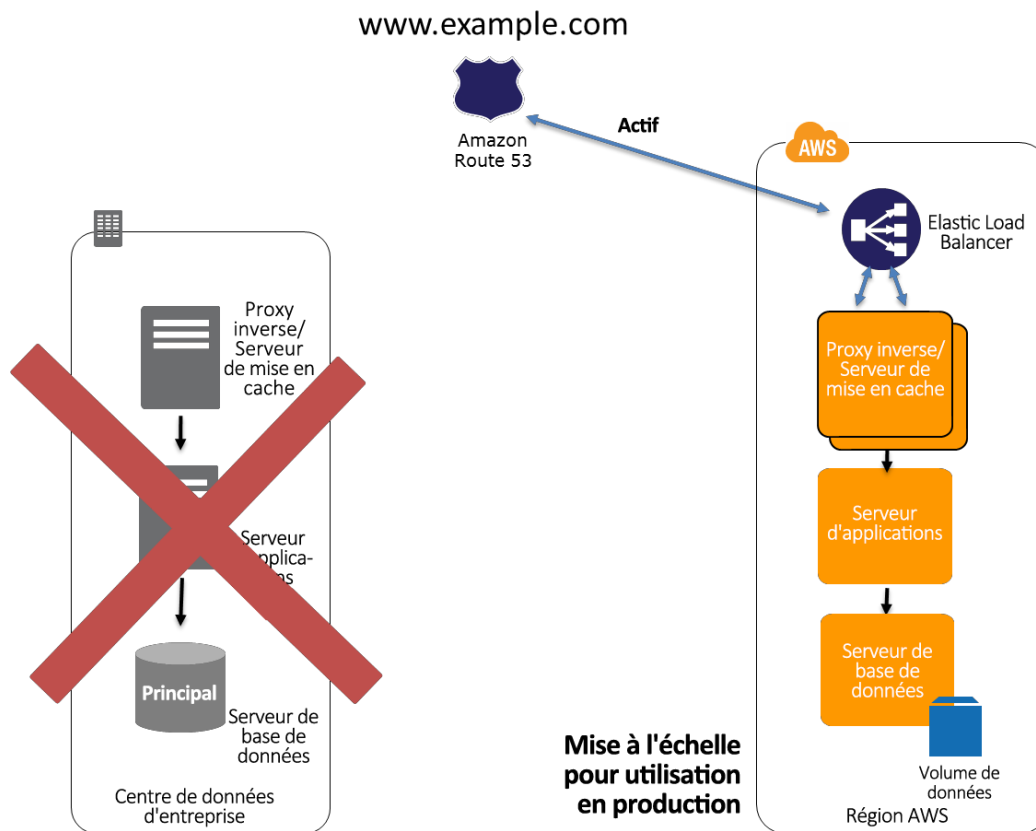 www.example.com
Amazon
Route 53
Actif
AWS
Elastic Load
Balancer
Proxy
inverse/
Serveur
de mise en
cache
Serveur
ns
Principal
Serveur de
base de
données
Centre de données
d'entreprise
Proxy inverse/
Serveur de
mise en cache
Serveur
d'applications
Serveur de
base de
données
Volume de
données
Région AWS
Mise à l'échelle
pour utilisation
en production